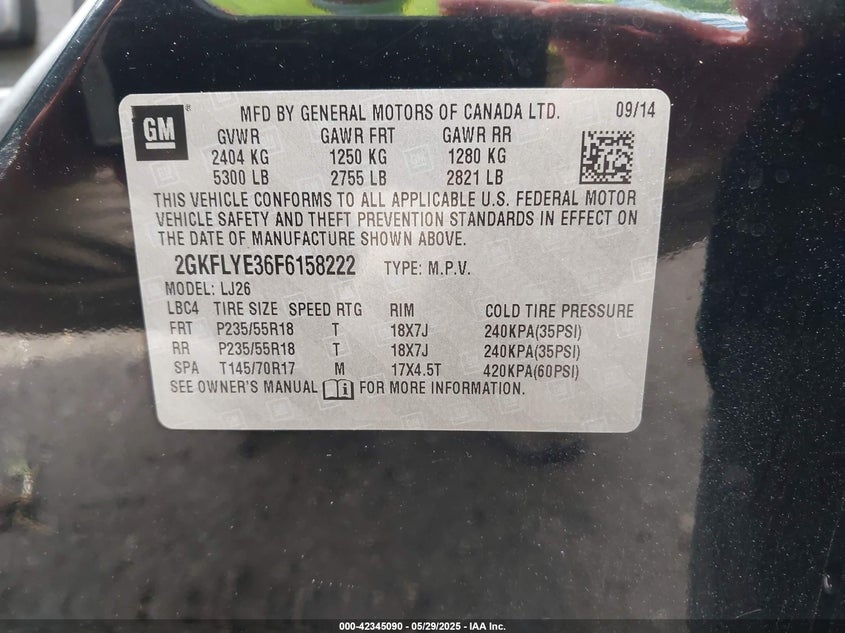 GM ® MFD BY GENERAL MOTORS OF CANADA LTD. 09/14
GVWR GAWR FRT GAWR RR
2404 KG 1250 KG 1280 KG
5300 LB 2755 LB 2821 LB
THIS VEHICLE CONFORMS TO ALL APPLICABLE U.S. FEDERAL MOTOR
VEHICLE SAFETY AND THEFT PREVENTION STANDARDS IN EFFECT ON
THE DATE OF MANUFACTURE SHOWN ABOVE.
2GKFLYE36F6158222 TYPE: M.P.V.
MODEL: LJ26
LBC4 TIRE SIZE SPEED RTG RIM COLD TIRE PRESSURE
FRT P235/55R18 T 18X7J 240KPA(35PSI)
RR P235/55R18 T 18X7J 240KPA(35PSI)
SPA T145/70R17 M 17X4.5T 420KPA(60PSI)
SEE OWNER'S MANUAL FOR MORE INFORMATION.
000-42345090 - 05/29/2025 - IAA Inc.